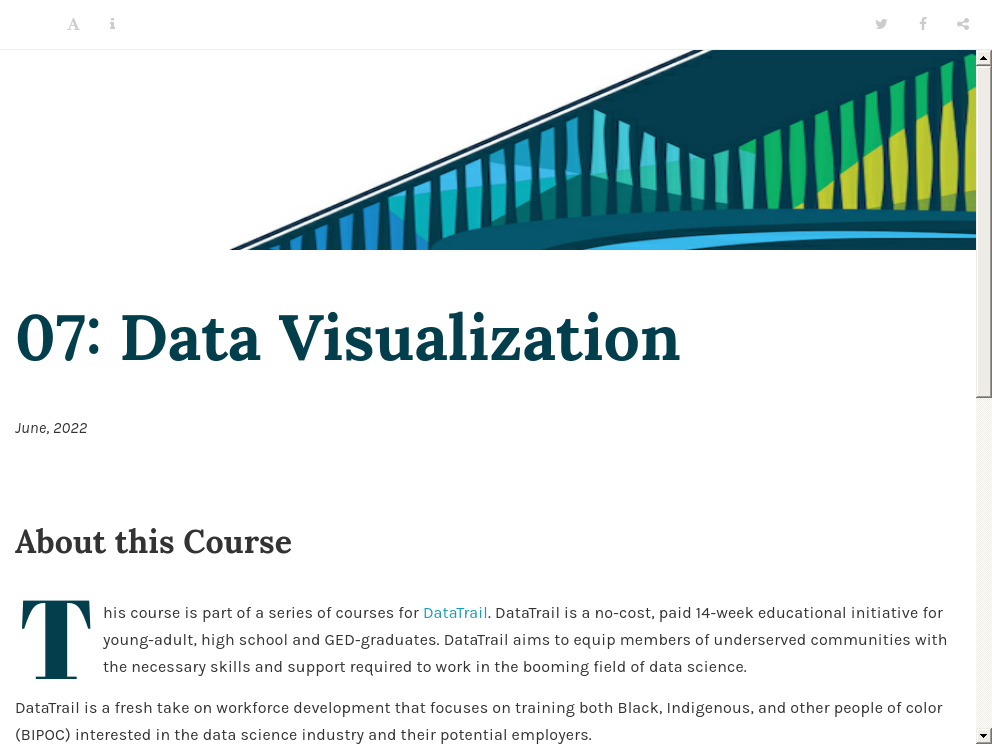 07: Data Visualization
June, 2022
About this Course
This course is part of a series of courses for DataTrail. DataTrail is a no-cost, paid 14-week educational initiative for
young-adult, high school and GED-graduates. DataTrail aims to equip members of underserved communities with
the necessary skills and support required to work in the booming field of data science.
DataTrail is a fresh take on workforce development that focuses on training both Black, Indigenous, and other people of color
(BIPOC) interested in the data science industry and their potential employers.